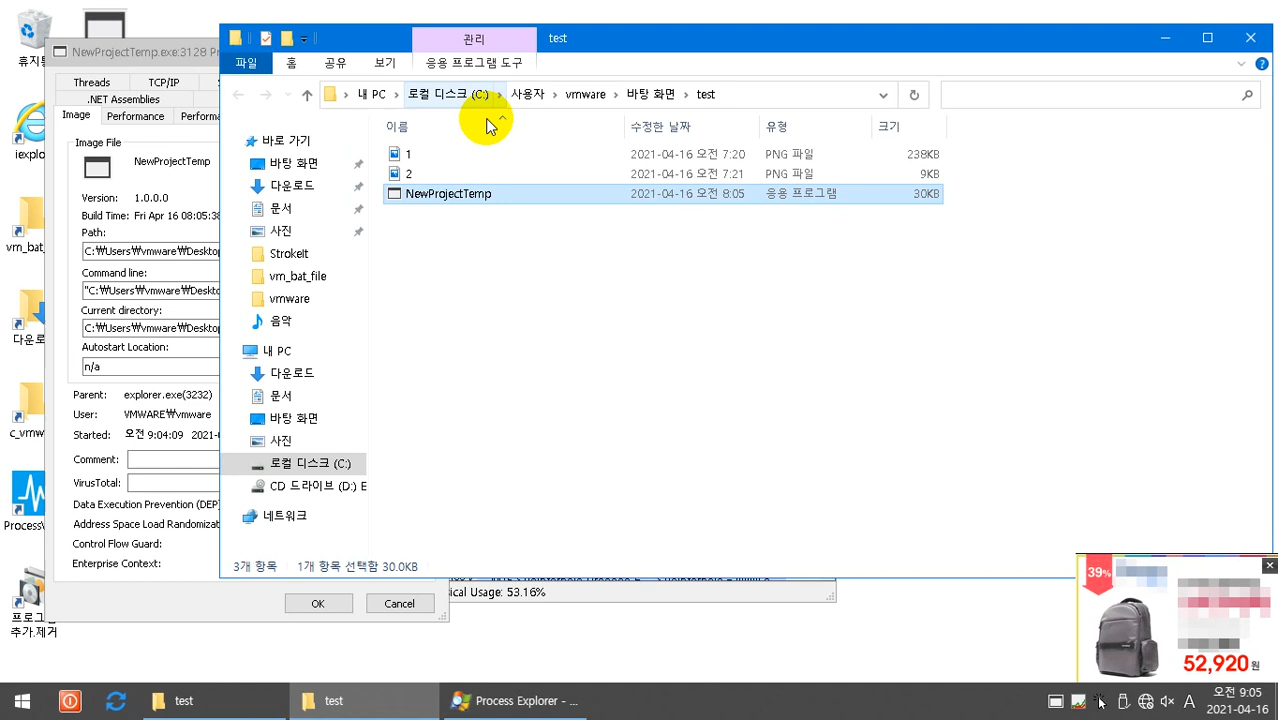 휴지통
iexplo
vm_bat_
다운로
c_vmw
ProcessW
프로그램
추가.제거
NewProjectTemp.exe:3128 Pr
Threads
TCP/IP
.NET Assemblies
Image
Performance
Performa
Image File
NewProjectTemp
Version: 1.0.0.0
Build Time: Fri Apr 16 08:05:38
Path:
C:₩Users₩vmware₩Desktop
Command line:
"C:₩Users₩vmware₩Deskto
Current directory:
C:₩Users₩vmware₩Desktop
Autostart Location:
n/a
Parent: explorer.exe(3232)
User: VMWARE₩vmware
Started: 오전 9:04:09 2021-
Comment:
VirusTotal:
Data Execution Prevention (DEP)
Address Space Load Randomizat
Control Flow Guard:
Enterprise Context:
OK
Cancel
sical Usage: 53.16%
관리
test
파일
홈
공유
보기
응용 프로그램 도구
내 PC › 로컬 디스크 (C:) › 사용자 › vmware › 바탕 화면 › test
이름
수정한 날짜
유형
크기
1 2021-04-16 오전 7:20 PNG 파일 238KB
2 2021-04-16 오전 7:21 PNG 파일 9KB
NewProjectTemp 2021-04-16 오전 8:05 응용 프로그램 30KB
바로 가기
바탕 화면
다운로드
문서
사진
StrokeIt
vm_bat_file
vmware
음악
내 PC
다운로드
문서
바탕 화면
사진
로컬 디스크 (C:)
CD 드라이브 (D:) E
네트워크
3개 항목
1개 항목 선택함 30.0KB
39%
52,920원
test
test
Process Explorer - ...
A
오전 9:05
2021-04-16